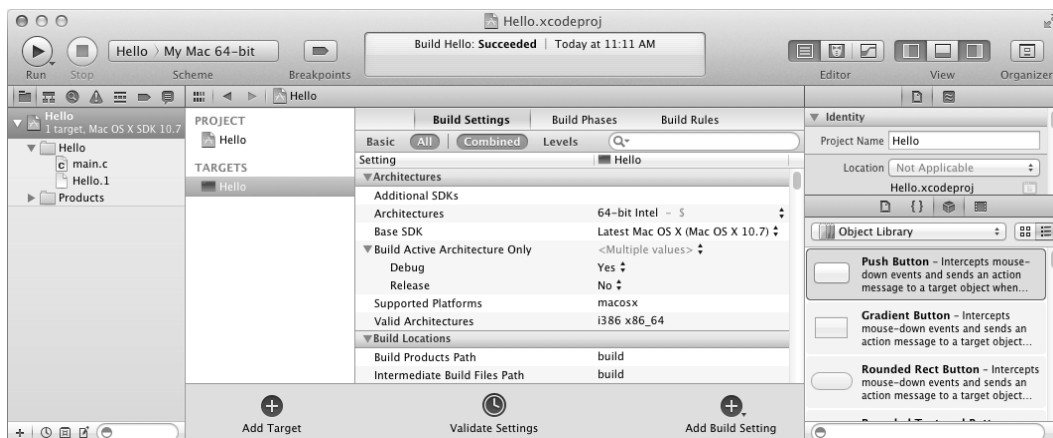 Hello.xcodeproj
Run
Stop
Hello 〉My Mac 64-bit
Scheme
Breakpoints
Build Hello: Succeeded | Today at 11:11 AM
Editor
View
Organizer
Hello
Hello
1 target, Mac OS X SDK 10.7
Hello
main.c
Hello.1
Products
PROJECT
Hello
TARGETS
Hello
Build Settings Build Phases Build Rules
Basic All Combined Levels
Setting Hello
Architectures
Additional SDKs
Architectures 64-bit Intel - $
Base SDK Latest Mac OS X (Mac OS X 10.7)
Build Active Architecture Only <Multiple values>
Debug Yes
Release No
Supported Platforms macosx
Valid Architectures i386 x86_64
Build Locations
Build Products Path build
Intermediate Build Files Path build
Add Target
Validate Settings
Add Build Setting
Identity
Project Name Hello
Location Not Applicable
Hello.xcodeproj
{}
Object Library
Push Button - Intercepts mouse-
down events and sends an action
message to a target object when...
Gradient Button - Intercepts
mouse-down events and sends an
action message to a target object...
Rounded Rect Button - Intercepts
mouse-down events and sends an
action message to a target object...